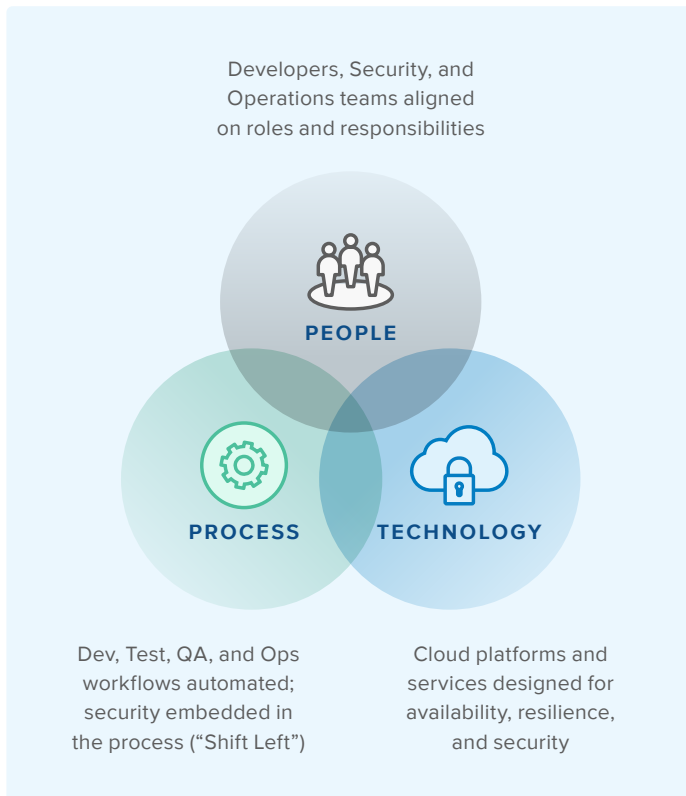 Developers, Security, and
Operations teams aligned
on roles and responsibilities
PEOPLE
PROCESS
TECHNOLOGY
Dev, Test, QA, and Ops
workflows automated;
security embedded in
the process (“Shift Left”)
Cloud platforms and
services designed for
availability, resilience,
and security